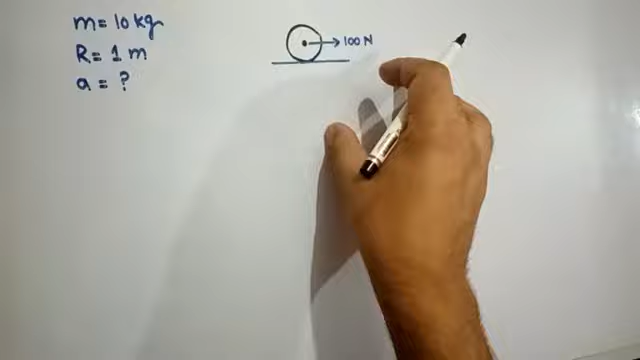 m = 10 kg
R = 1 m
a = ?
100 N